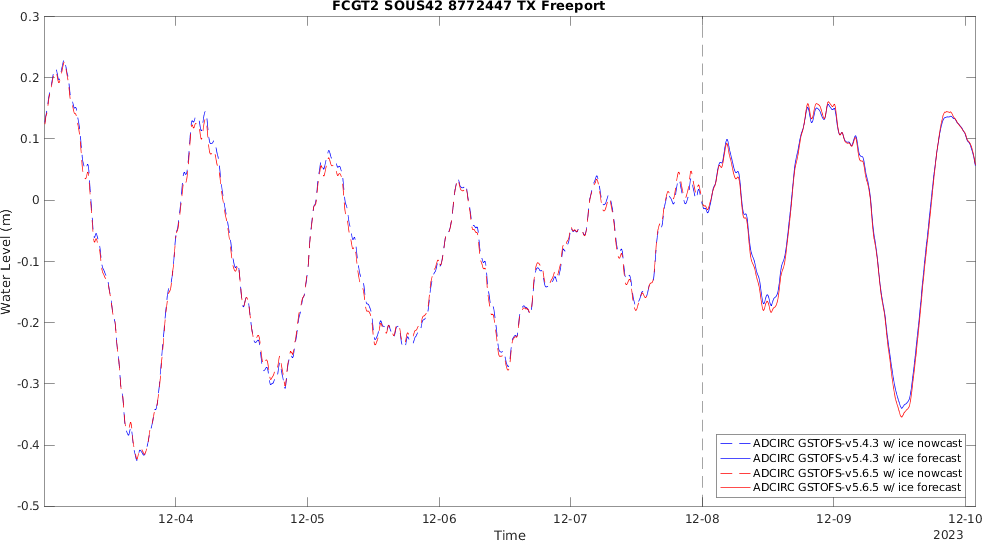 FCGT2 SOUS42 8772447 TX Freeport
0.3
0.2
0.1
0
-0.1
-0.2
-0.3
-0.4
-0.5
Water Level (m)
ADCIRC GSTOFS-v5.4.3 w/ ice nowcast
ADCIRC GSTOFS-v5.4.3 w/ ice forecast
ADCIRC GSTOFS-v5.6.5 w/ ice nowcast
ADCIRC GSTOFS-v5.6.5 w/ ice forecast
12-04 12-05 12-06 12-07 12-08 12-09 12-10
Time
2023